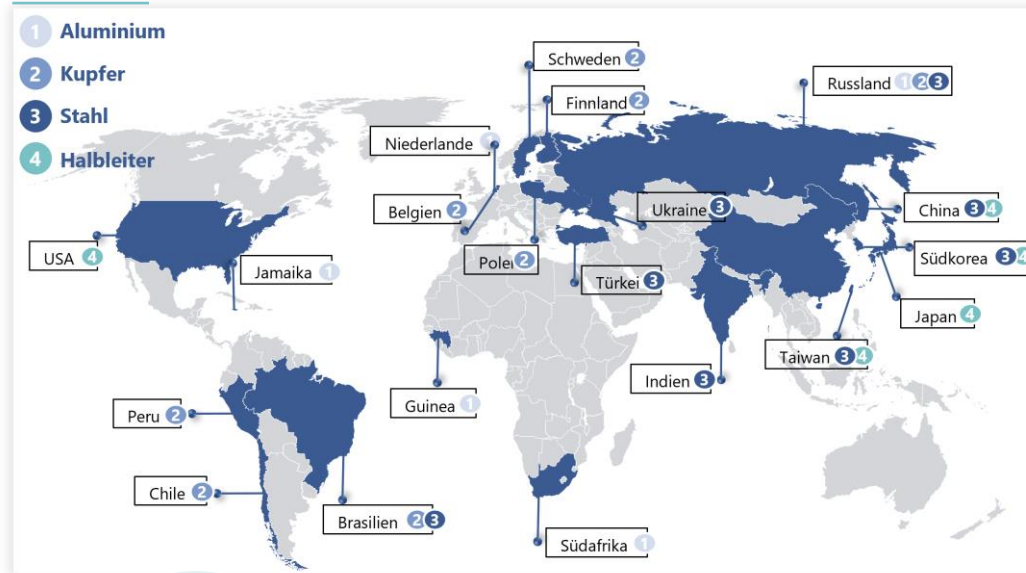 1 Aluminium
2 Kupfer
3 Stahl
4 Halbleiter
Schweden 2
Russland 1 2 3
Finnland 2
Niederlande 1
Belgien 2
Ukraine 3
China 3 4
USA 4
Jamaika 1
Polen 2
Türkei 3
Südkorea 3 4
Japan 4
Taiwan 3 4
Guinea 1
Indien 3
Peru 2
Chile 2
Brasilien 2 3
Südafrika 1